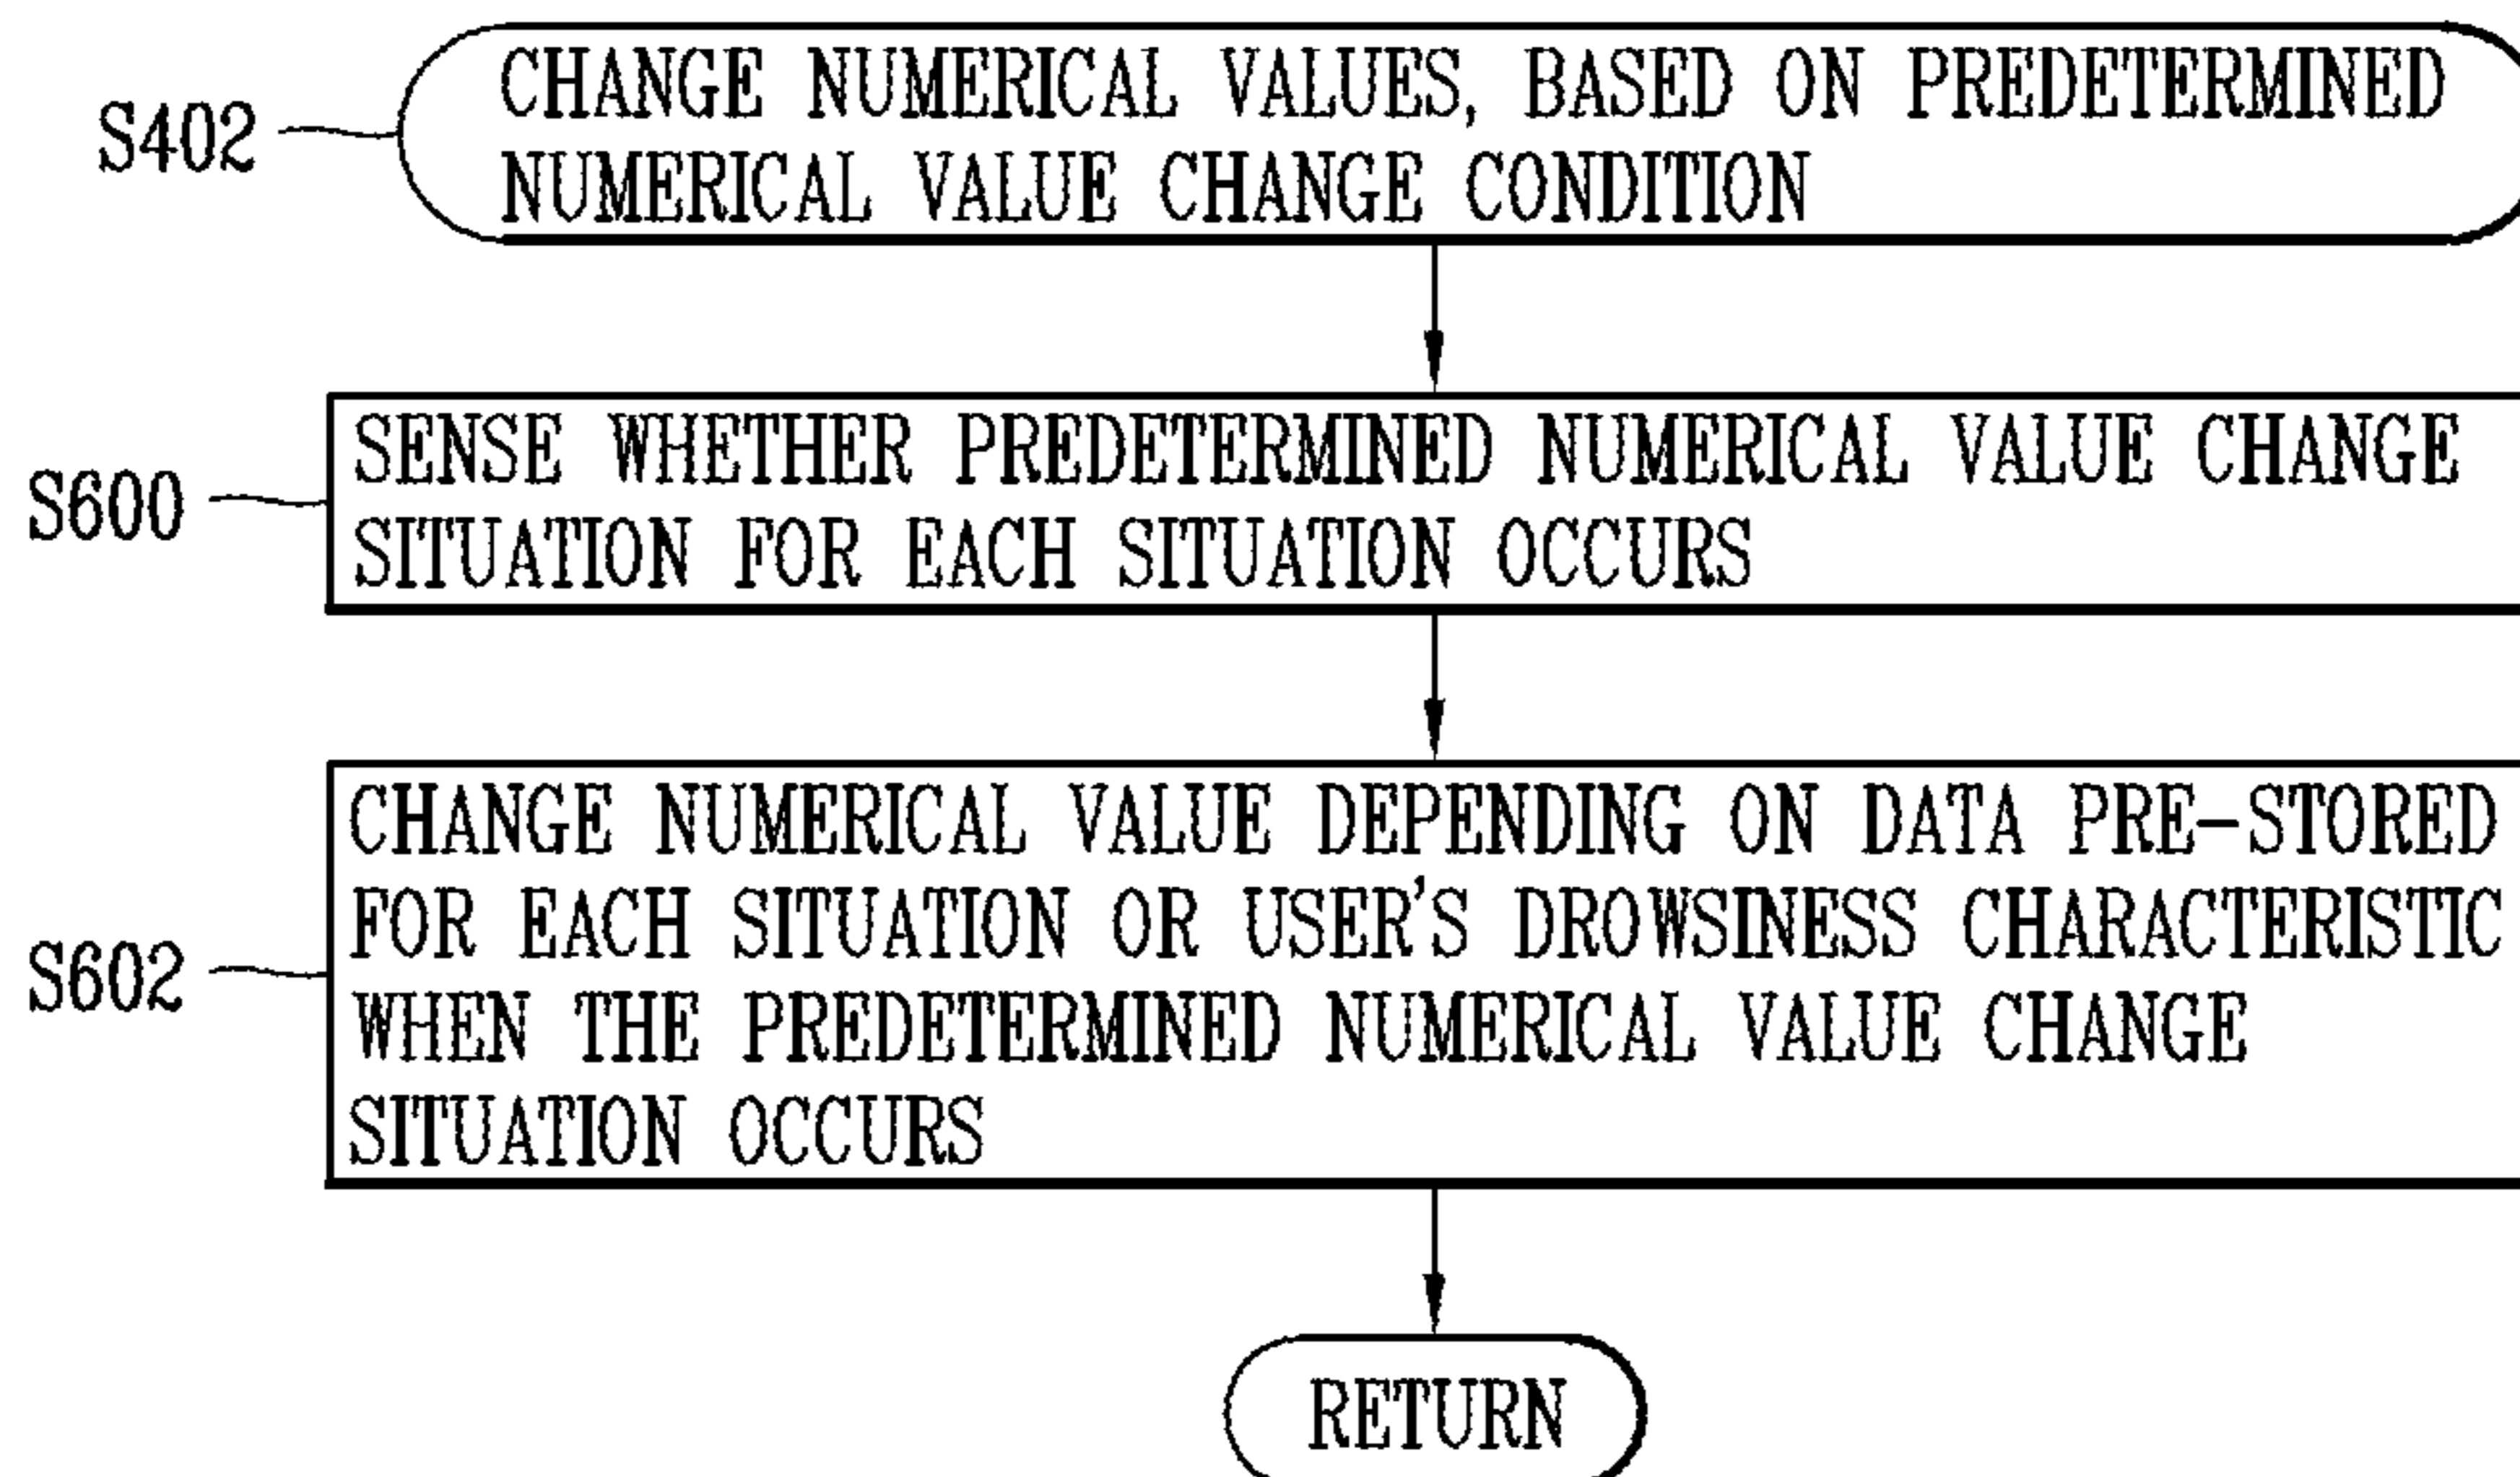 S402
CHANGE NUMERICAL VALUES, BASED ON PREDETERMINED
NUMERICAL VALUE CHANGE CONDITION
S600
SENSE WHETHER PREDETERMINED NUMERICAL VALUE CHANGE
SITUATION FOR EACH SITUATION OCCURS
S602
CHANGE NUMERICAL VALUE DEPENDING ON DATA PRE-STORED
FOR EACH SITUATION OR USER'S DROWSINESS CHARACTERISTIC
WHEN THE PREDETERMINED NUMERICAL VALUE CHANGE
SITUATION OCCURS
RETURN